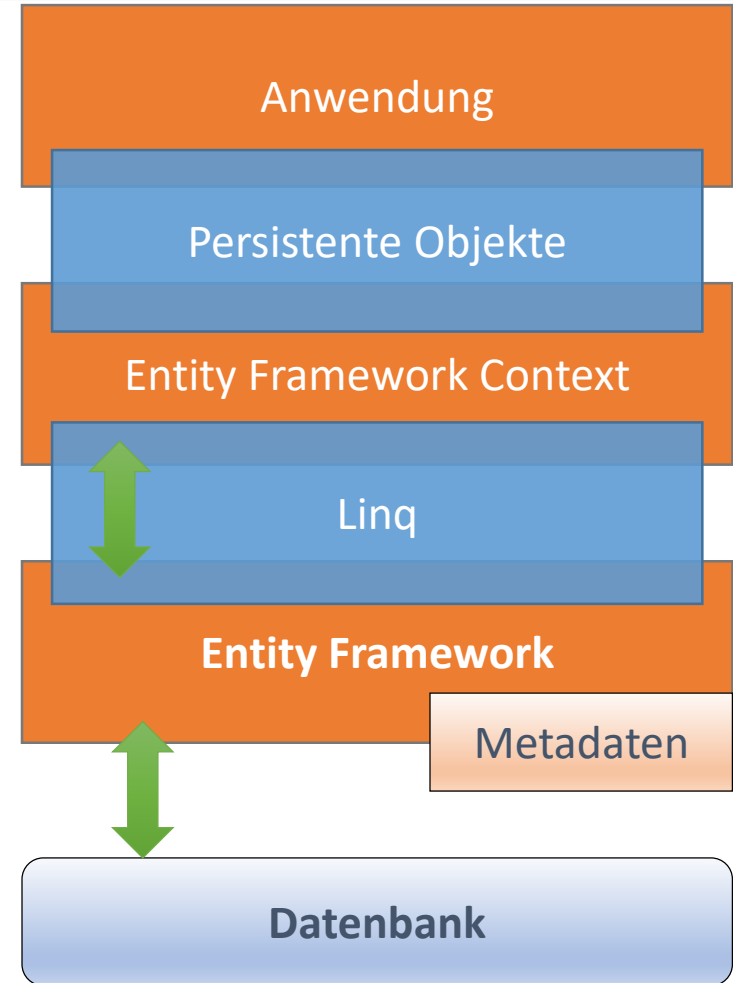 Anwendung
Persistente Objekte
Entity Framework Context
Linq
Entity Framework
Metadaten
Datenbank